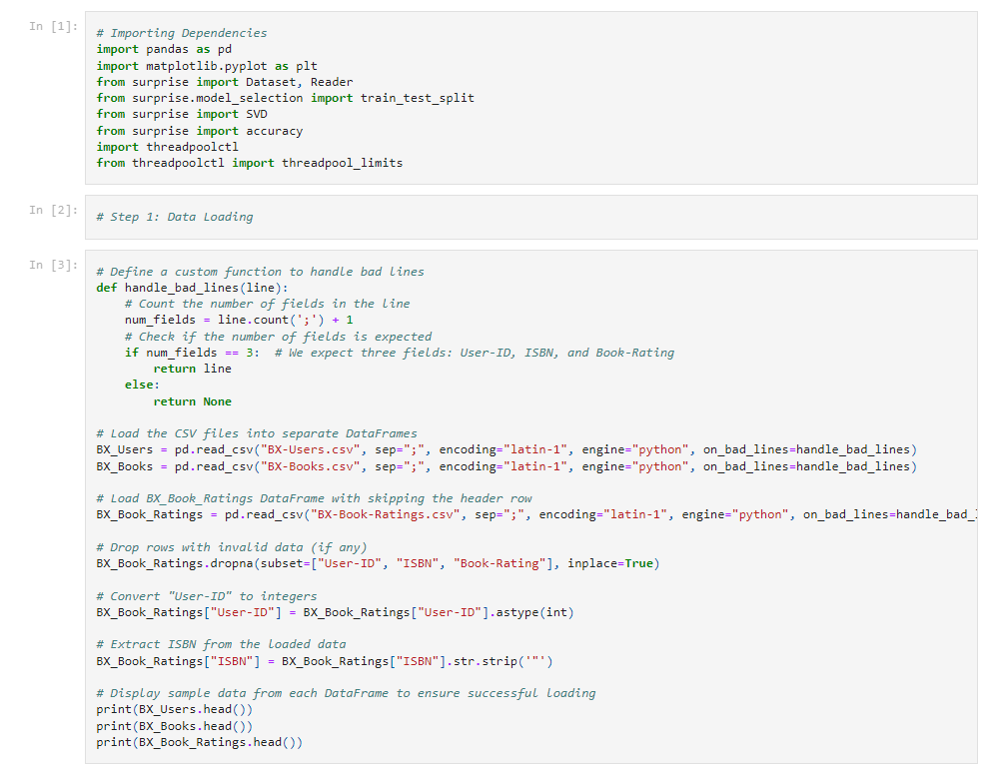 In [1]:
# Importing Dependencies
import pandas as pd
import matplotlib.pyplot as plt
from surprise import Dataset, Reader
from surprise.model_selection import train_test_split
from surprise import SVD
from surprise import accuracy
import threadpoolctl
from threadpoolctl import threadpool_limits
In [2]:
# Step 1: Data Loading
In [3]:
# Define a custom function to handle bad lines
def handle_bad_lines(line):
    # Count the number of fields in the line
    num_fields = line.count(';') + 1
    # Check if the number of fields is expected
    if num_fields == 3:  # We expect three fields: User-ID, ISBN, and Book-Rating
        return line
    else:
        return None
# Load the CSV files into separate DataFrames
BX_Users = pd.read_csv("BX-Users.csv", sep=";", encoding="latin-1", engine="python", on_bad_lines=handle_bad_lines)
BX_Books = pd.read_csv("BX-Books.csv", sep=";", encoding="latin-1", engine="python", on_bad_lines=handle_bad_lines)
# Load BX_Book_Ratings DataFrame with skipping the header row
BX_Book_Ratings = pd.read_csv("BX-Book-Ratings.csv", sep=";", encoding="latin-1", engine="python", on_bad_lines=handle_bad_
# Drop rows with invalid data (if any)
BX_Book_Ratings.dropna(subset=["User-ID", "ISBN", "Book-Rating"], inplace=True)
# Convert "User-ID" to integers
BX_Book_Ratings["User-ID"] = BX_Book_Ratings["User-ID"].astype(int)
# Extract ISBN from the loaded data
BX_Book_Ratings["ISBN"] = BX_Book_Ratings["ISBN"].str.strip('"')
# Display sample data from each DataFrame to ensure successful loading
print(BX_Users.head())
print(BX_Books.head())
print(BX_Book_Ratings.head())